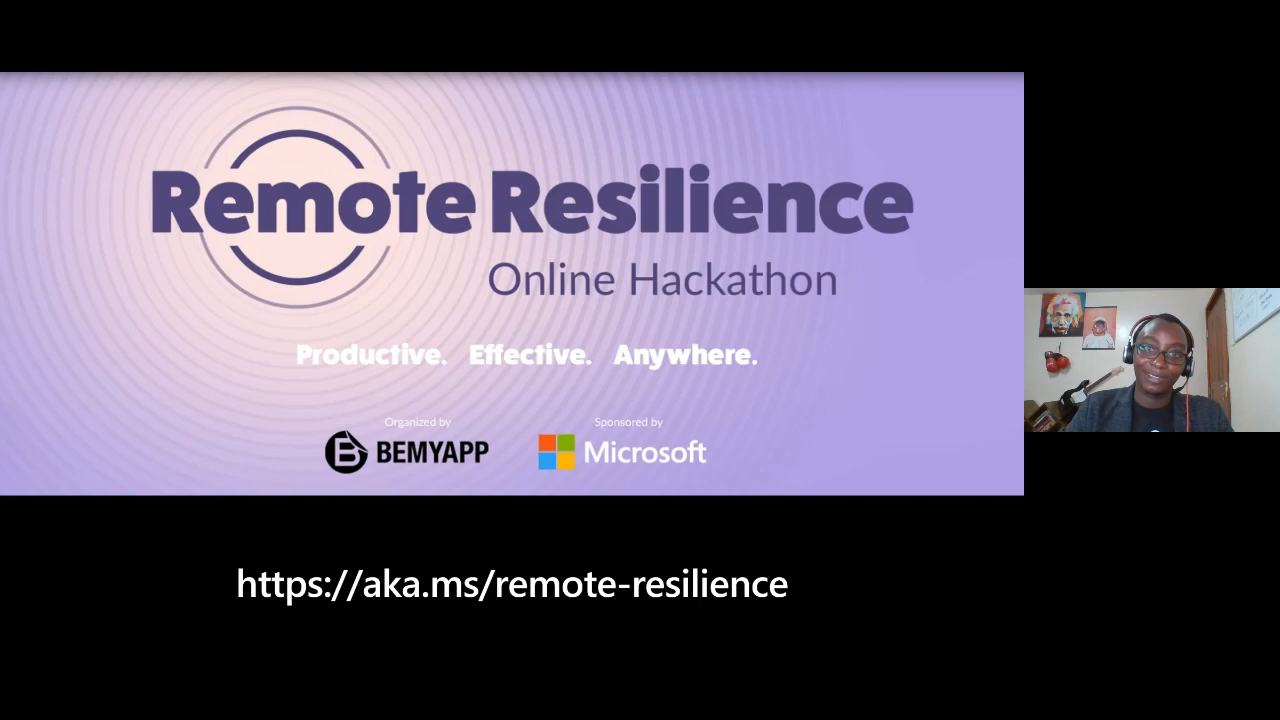 Remote Resilience
Online Hackathon
Productive. Effective. Anywhere.
Organized by
BEMYAPP
Sponsored by
Microsoft
https://aka.ms/remote-resilience